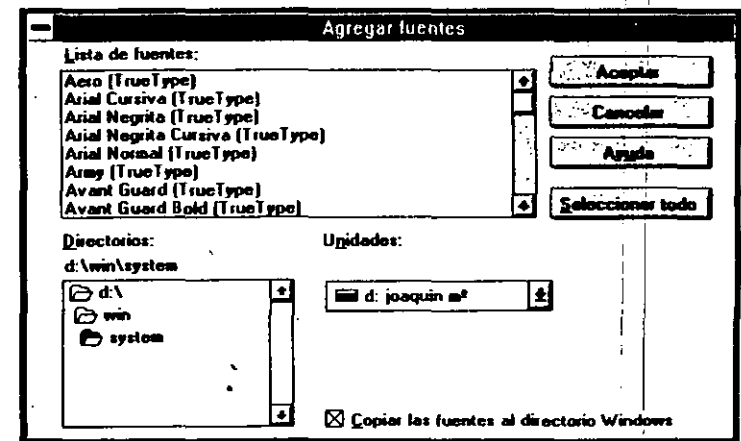 Agregar fuentes
Lista de fuentes:
Aero (TrueType)
Arial Cursiva (TrueType)
Arial Negrita (TrueType)
Arial Negrita Cursiva (TrueType)
Arial Normal (TrueType)
Army (TrueType)
Avant Guard (TrueType)
Avant Guard Bold (TrueType)
Aceptar
Cancelar
Ayuda
Seleccionar todo
Directorios:
d:\win\system
d:\
win
system
Unidades:
d: joaquin mª
Copiar las fuentes al directorio Windows